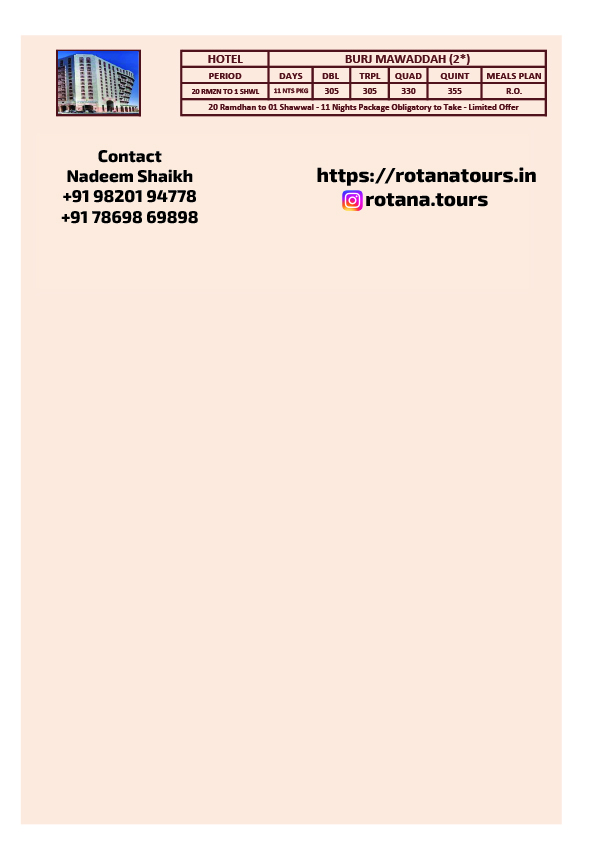 HOTEL BURJ MAWADDAH (2*)
PERIOD DAYS DBL TRPL QUAD QUINT MEALS PLAN
20 RMZN TO 1 SHWL 11 NTS PKG 305 305 330 355 R.O.
20 Ramdhan to 01 Shawwal - 11 Nights Package Obligatory to Take - Limited Offer
Contact
Nadeem Shaikh
+91 98201 94778
+91 78698 69898
https://rotanatours.in
rotana.tours